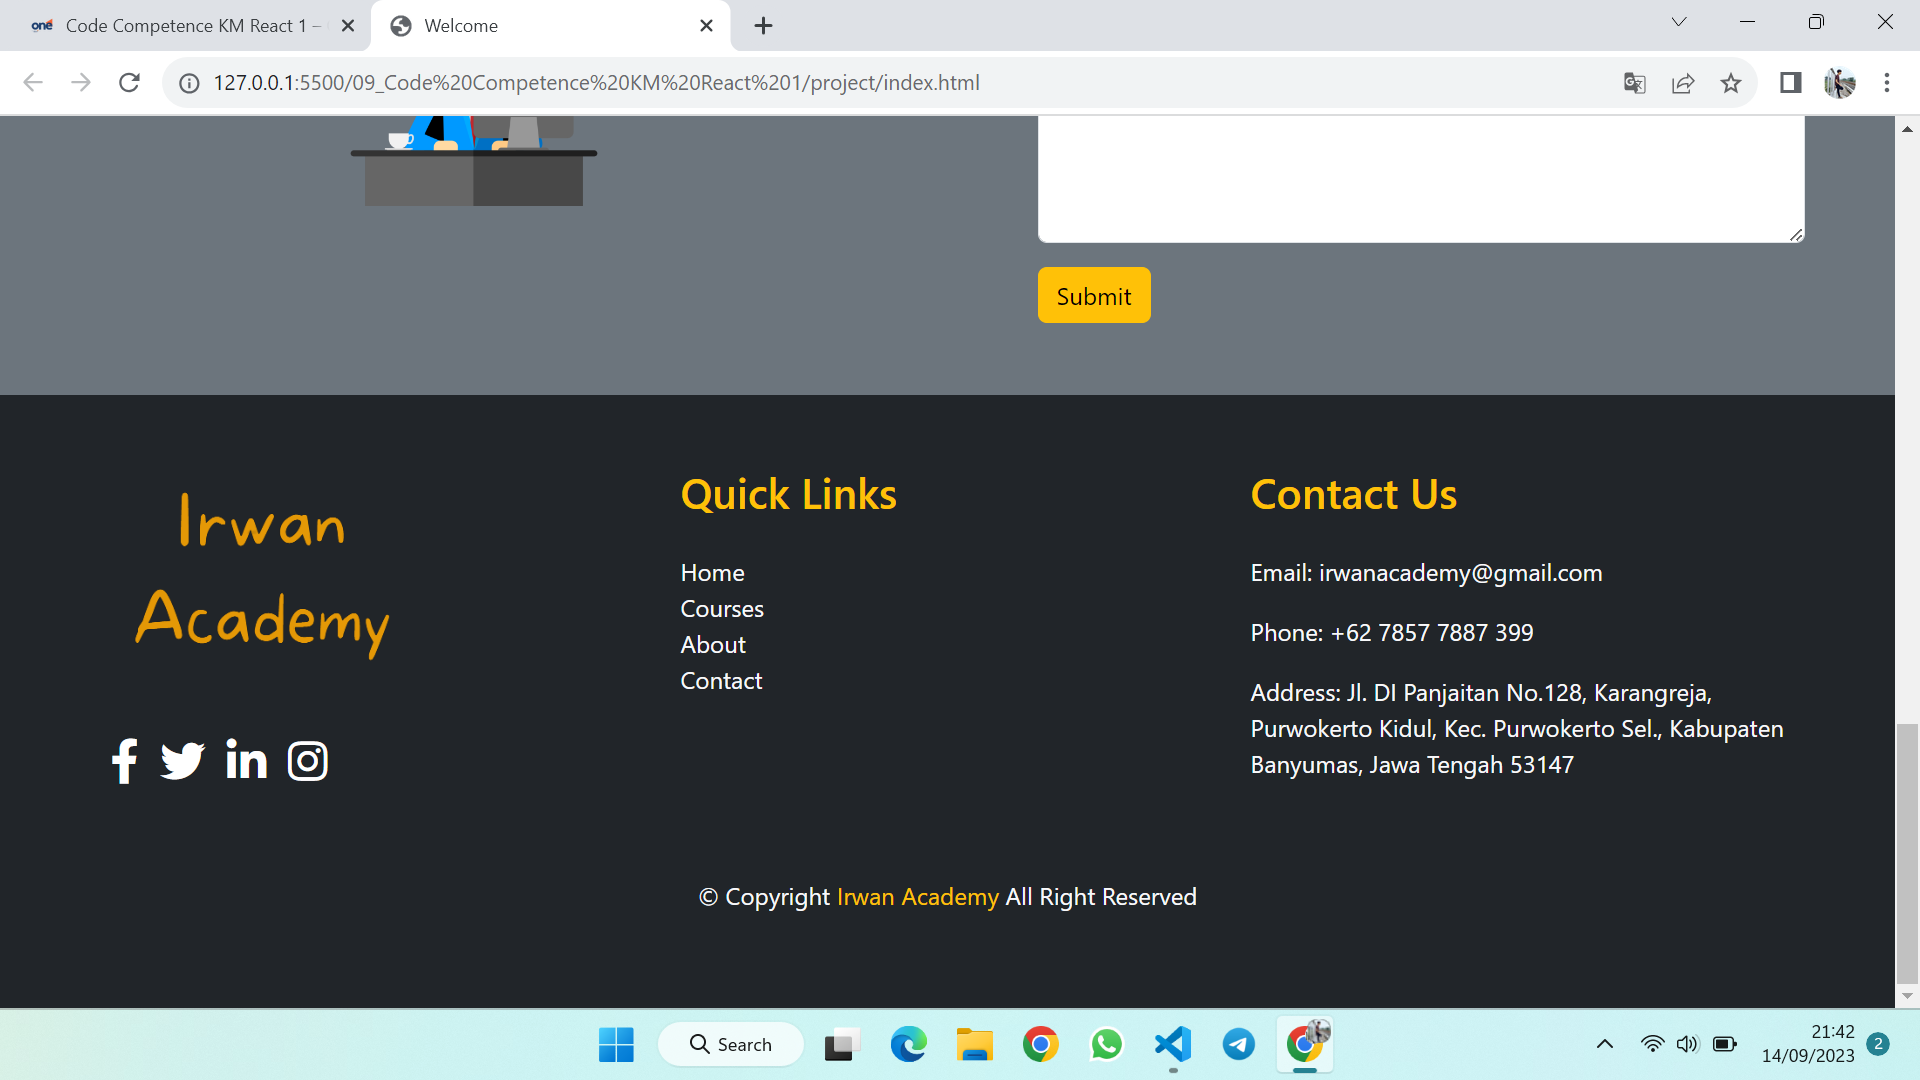 one Code Competence KM React 1 –
Welcome
127.0.0.1:5500/09_Code%20Competence%20KM%20React%201/project/index.html
Submit
Irwan
Academy
Quick Links
Home
Courses
About
Contact
Contact Us
Email: irwanacademy@gmail.com
Phone: +62 7857 7887 399
Address: Jl. DI Panjaitan No.128, Karangreja,
Purwokerto Kidul, Kec. Purwokerto Sel., Kabupaten
Banyumas, Jawa Tengah 53147
© Copyright Irwan Academy All Right Reserved
Search
21:42
14/09/2023
2